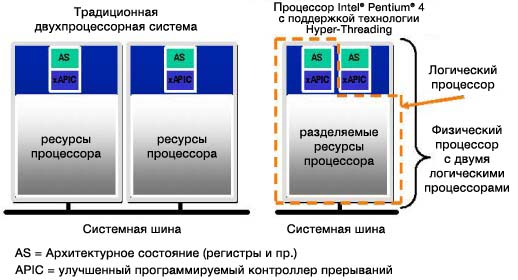 Традиционная
двухпроцессорная система
AS
xAPIC
ресурсы
процессора
AS
xAPIC
ресурсы
процессора
Системная шина
Процессор Intel® Pentium® 4
с поддержкой технологии
Hyper-Threading
AS
xAPIC
AS
xAPIC
разделяемые
ресурсы
процессора
Системная шина
Логический
процессор
Физический
процессор
с двумя
логическими
процессорами
AS = Архитектурное состояние (регистры и пр.)
APIC = улучшенный программируемый контроллер прерываний